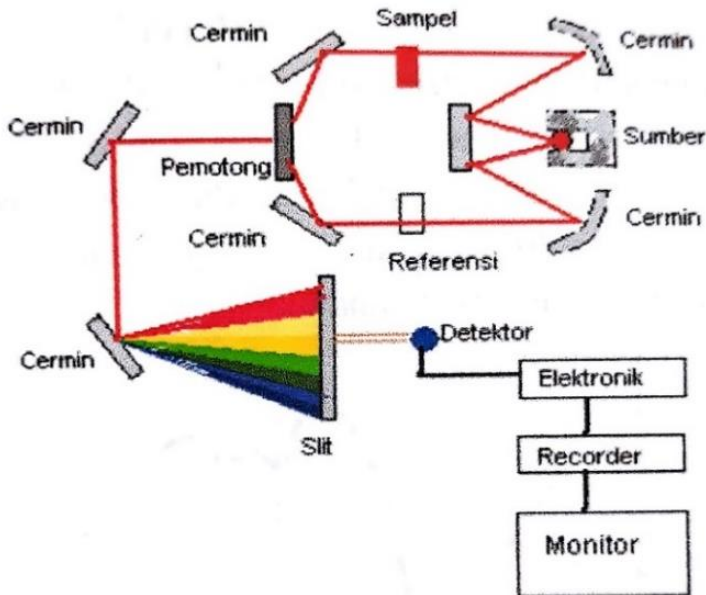 Sampel
Cermin
Cermin
Cermin
Sumber
Pemotong
Cermin
Cermin
Referensi
Detektor
Cermin
Elektronik
Slit
Recorder
Monitor